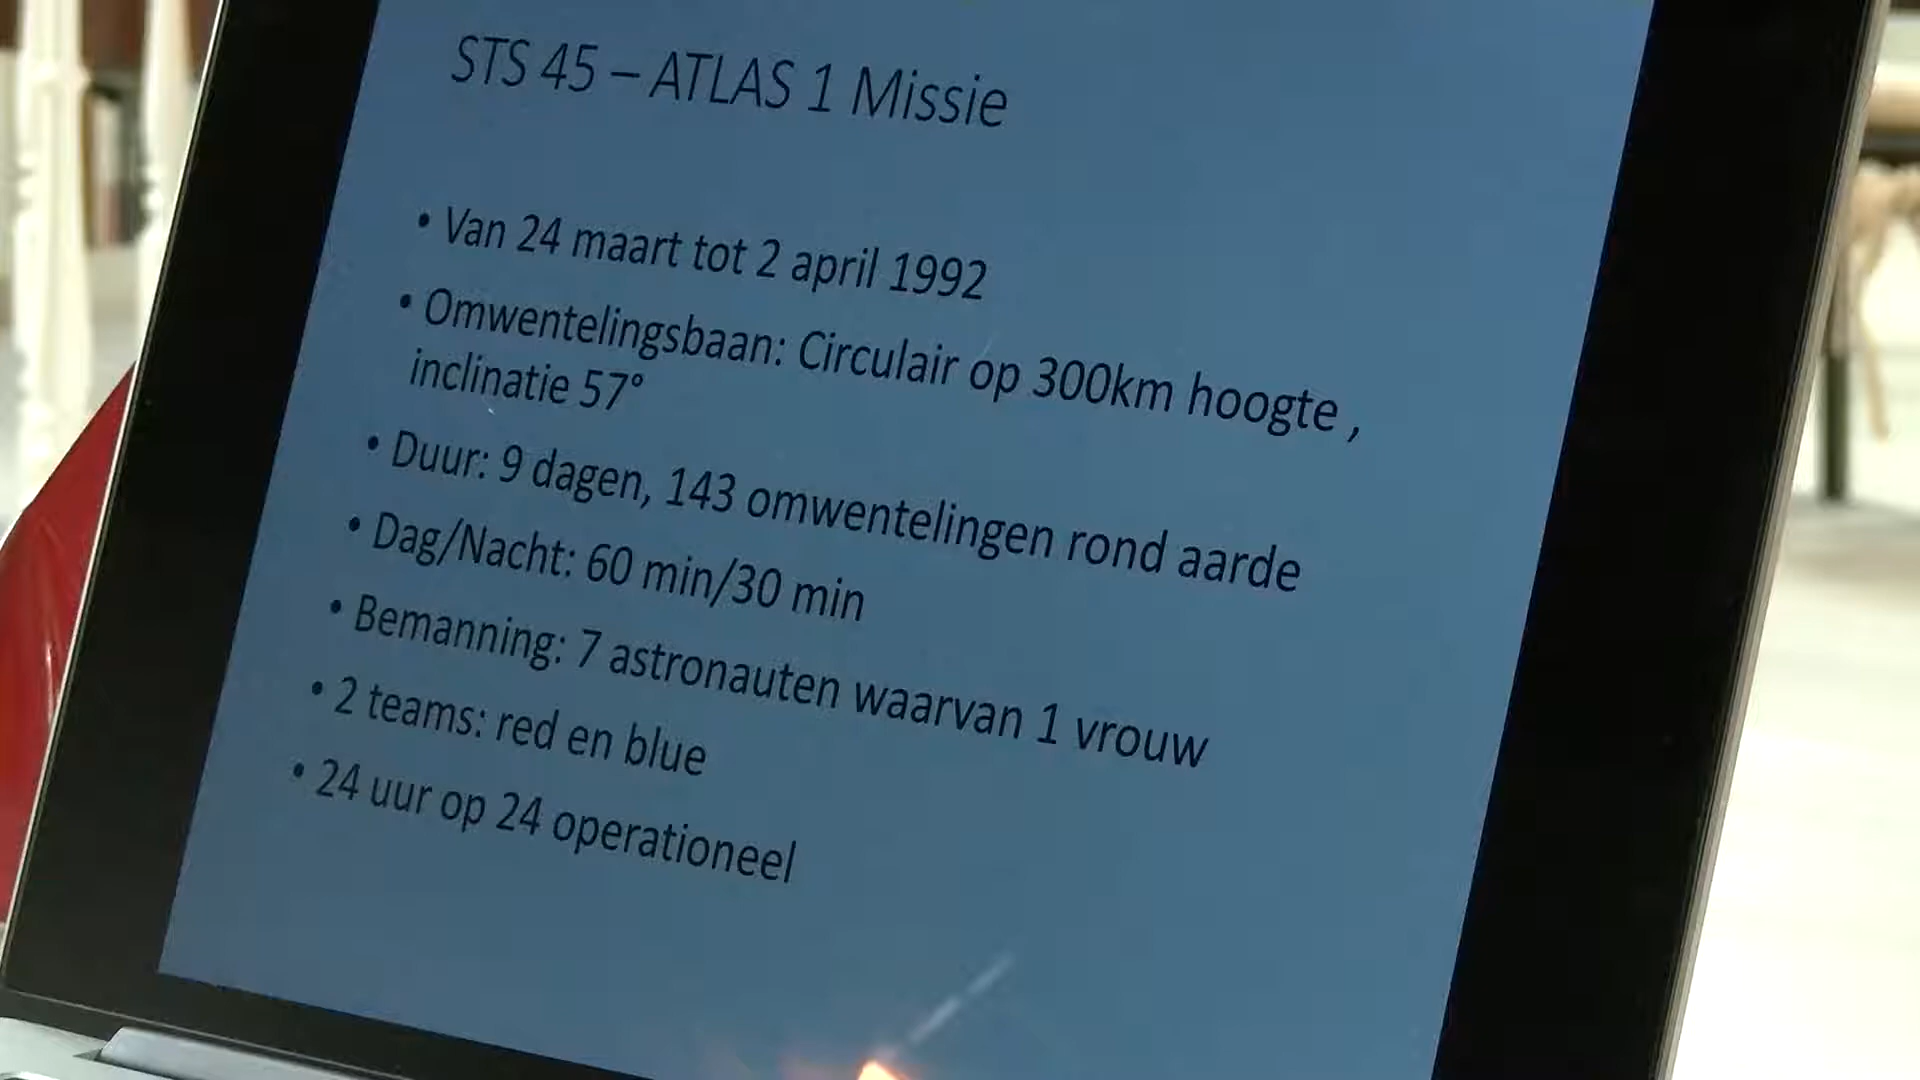 STS 45 – ATLAS 1 Missie
• Van 24 maart tot 2 april 1992
• Omwentelingsbaan: Circulair op 300km hoogte ,
inclinatie 57°
• Duur: 9 dagen, 143 omwentelingen rond aarde
• Dag/Nacht: 60 min/30 min
• Bemanning: 7 astronauten waarvan 1 vrouw
• 2 teams: red en blue
• 24 uur op 24 operationeel